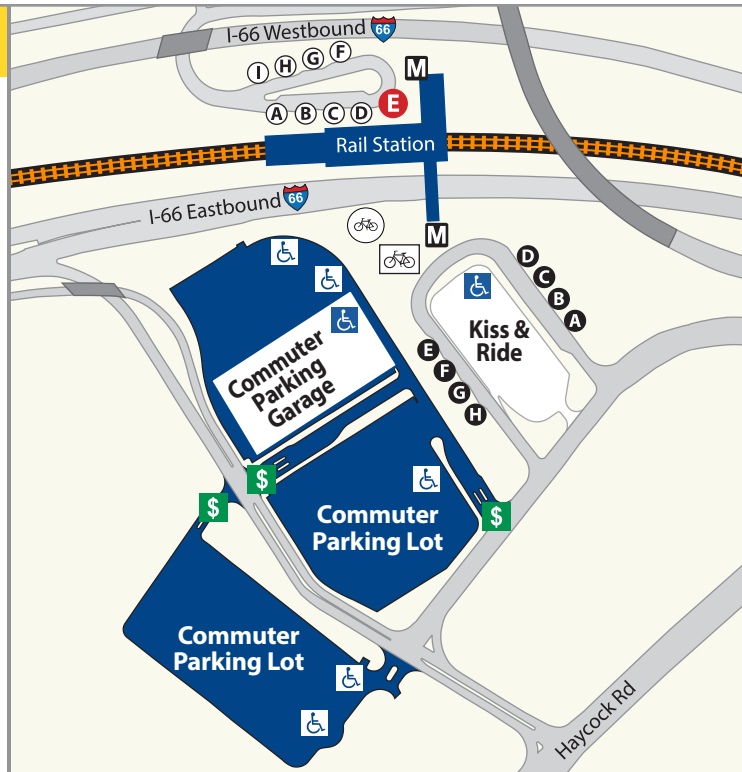 I-66 Westbound 66
I H G F
M
A B C D E
Rail Station
I-66 Eastbound 66
M
D
C
B
A
Kiss &
Ride
E
F
G
H
Commuter
Parking
Garage
$
$
$
Commuter
Parking Lot
Commuter
Parking Lot
Haycock Rd